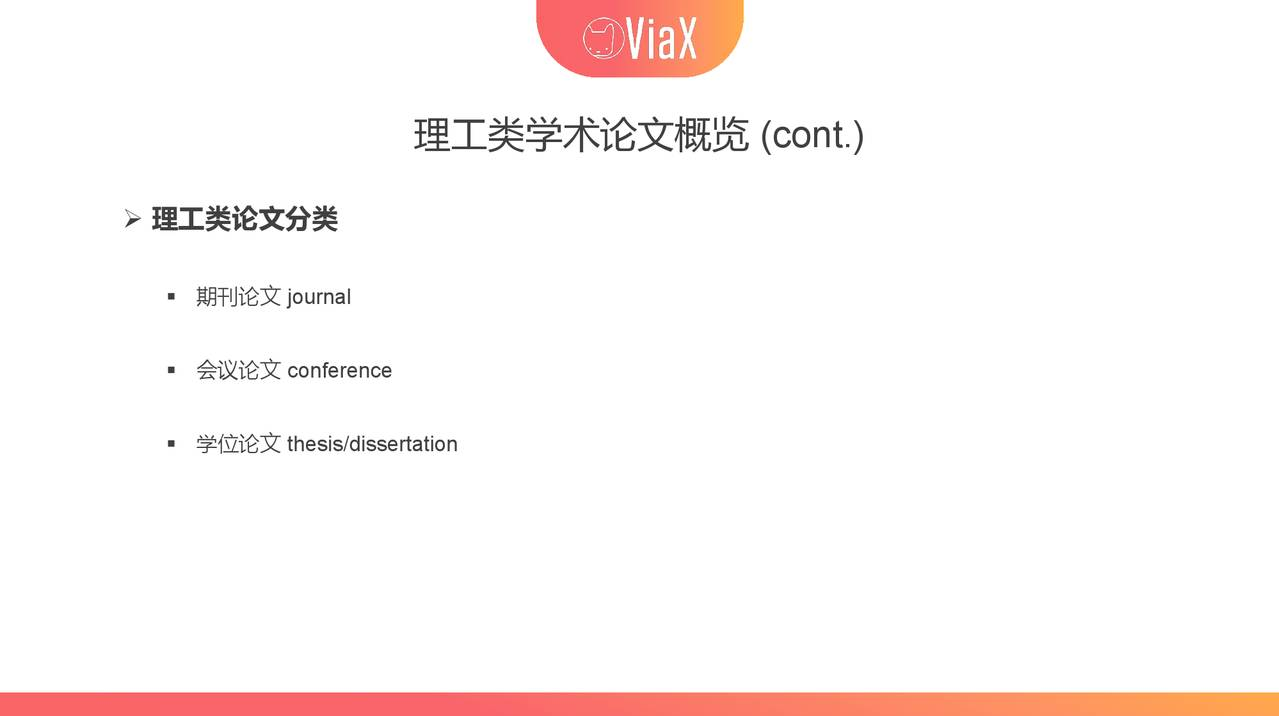 ViaX
理工类学术论文概览 (cont.)
➢ 理工类论文分类
▪ 期刊论文 journal
▪ 会议论文 conference
▪ 学位论文 thesis/dissertation